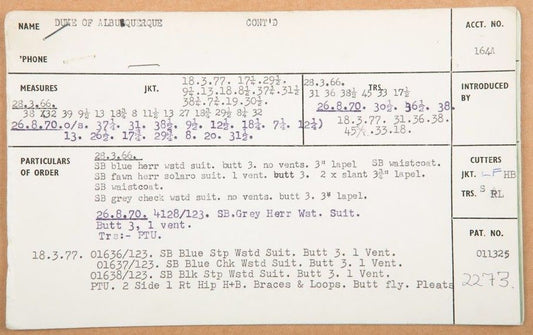 NAME DUKE OF ALBUQUERQUE CONT'D
ACCT. NO.
164A
'PHONE
MEASURES JKT. 18.3.77. 17¼.29½.
28.3.66. 9½.13.18.8½.37¾.31½
38 X32 39 9½ 13 18¾ 8 11½ 13 27 18¾ 29½ 8½ 32
38¾.7½.19.30½.
26.8.70.o/s. 37½. 31. 38¾. 9½. 12½. 18¼. 7½. 12½)
13. 26½. 17½. 29¼. 8. 20. 31½.
28.3.66. TRS.
31 36 38½ 45 33 17½
26.8.70. 30½. 36½. 38.
18.3.77. 31.36.38.
45¼.33.18.
INTRODUCED BY
PARTICULARS OF ORDER
28.3.66.
SB blue herr wstd suit. butt 3. no vents. 3" lapel SB waistcoat.
SB fawn herr solaro suit. 1 vent. butt 3. 2 x slant 3¾" lapel.
SB waistcoat.
SB grey check wstd suit. no vents. butt 3. 3" lapel.
26.8.70. 4128/123. SB.Grey Herr Wst. Suit.
Butt 3, 1 vent.
Trs:- PTU.
18.3.77. 01636/123. SB Blue Stp Wstd Suit. Butt 3. 1 Vent.
01637/123. SB Blue Chk Wstd Suit. Butt 3. 1 Vent.
01638/123. SB Blk Stp Wstd Suit. Butt 3. 1 Vent.
PTU. 2 Side 1 Rt Hip H+B. Braces & Loops. Butt fly. Pleats
CUTTERS
JKT. LF HB
TRS. S RL
PAT. NO.
011325
2273.